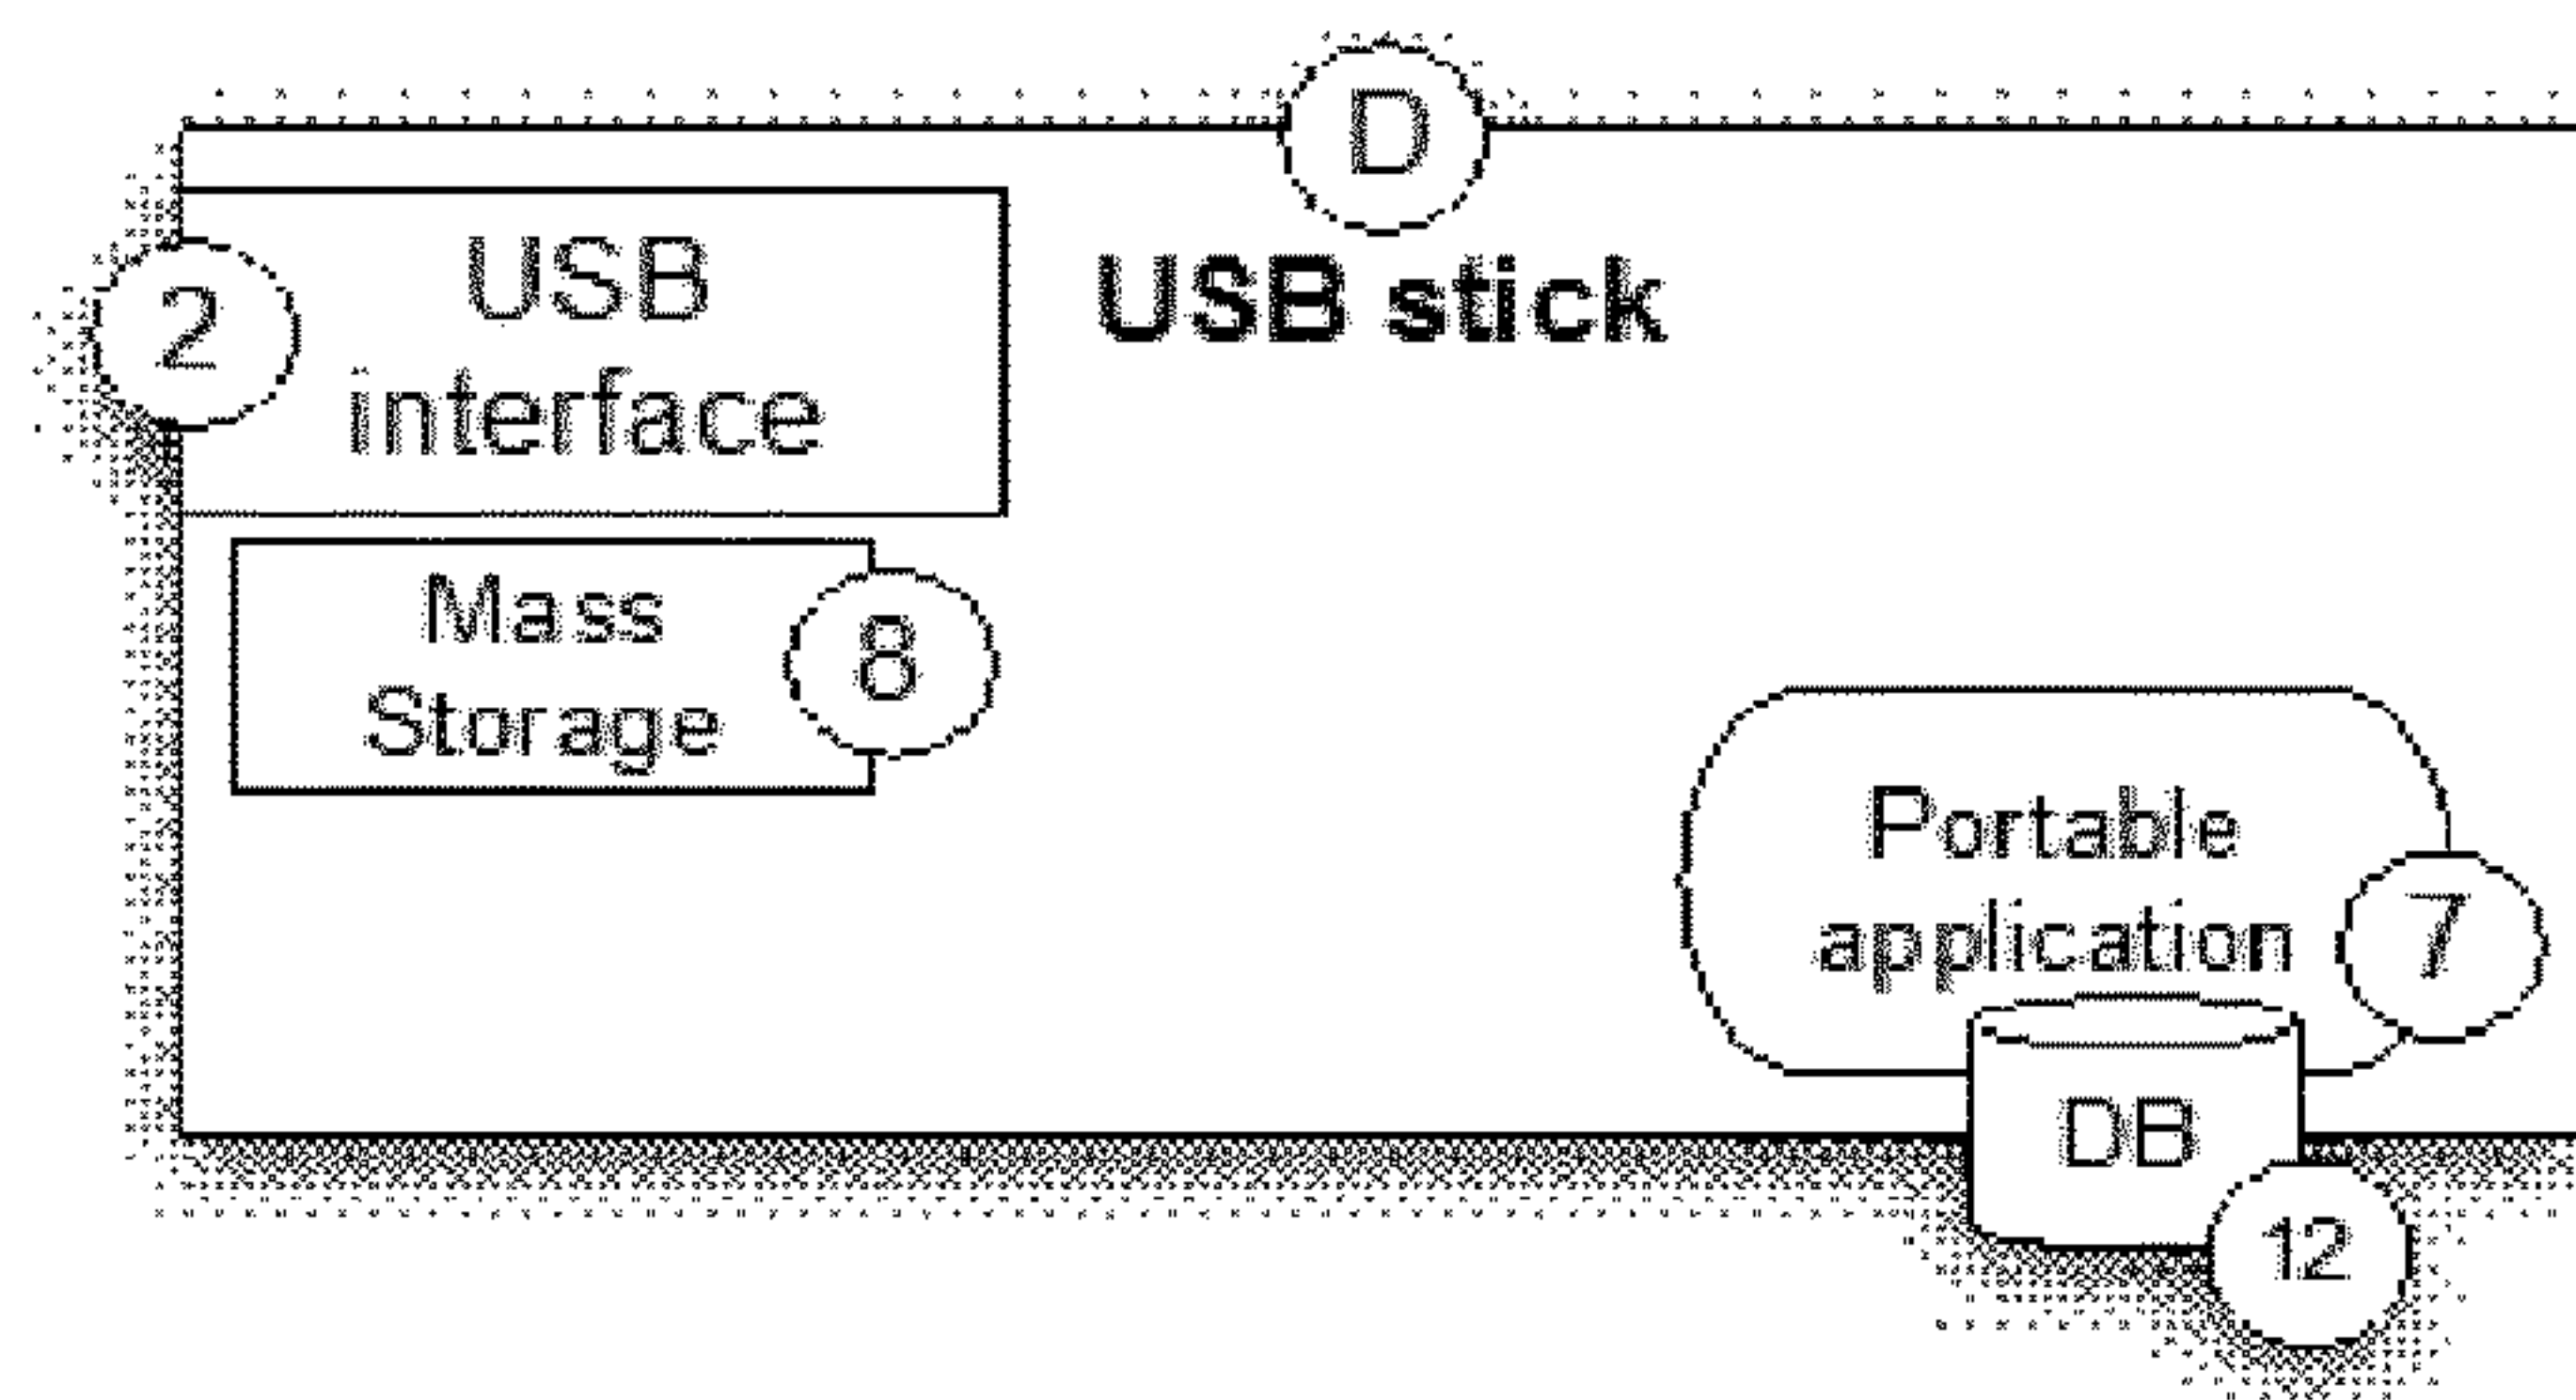 D
USB stick
2
USB
interface
Mass
Storage
8
Portable
application
7
DB
12